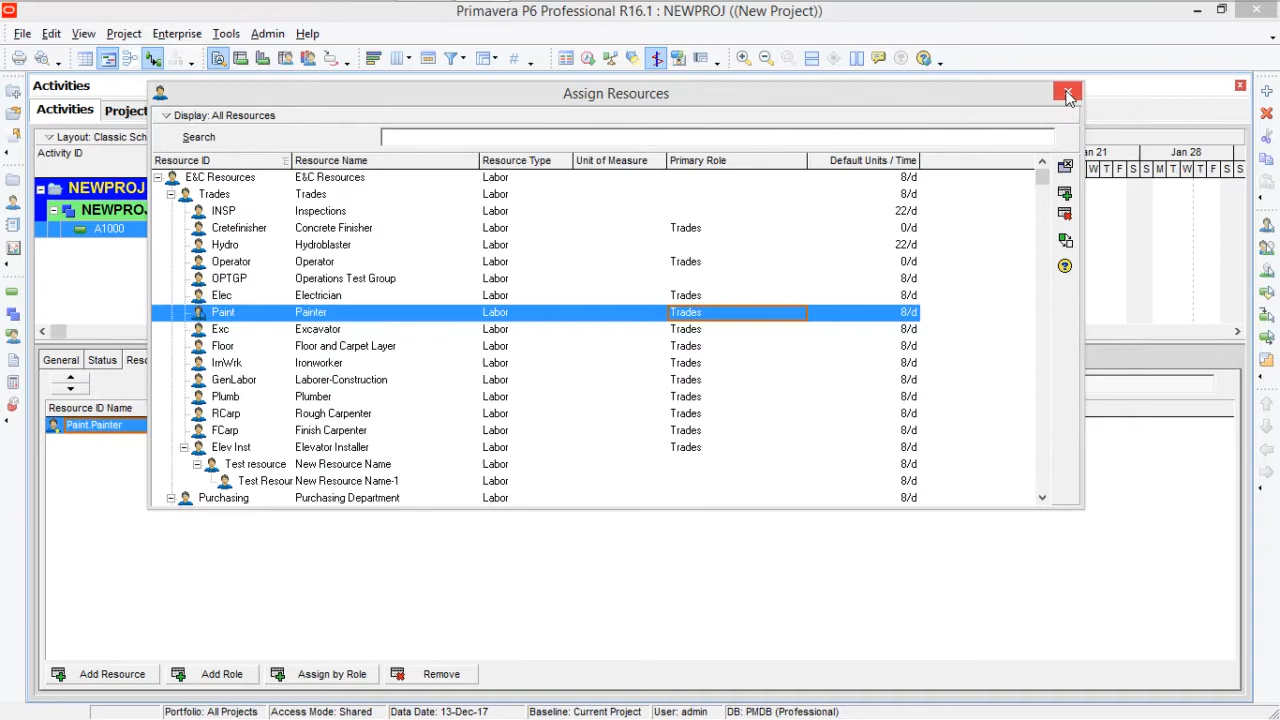 Primavera P6 Professional R16.1 : NEWPROJ ((New Project))
File Edit View Project Enterprise Tools Admin Help
Activities
Activities Project
Layout: Classic Sch
Activity ID
NEWPROJ
NEWPROJ
A1000
Assign Resources
Display: All Resources
Search
Resource ID Resource Name Resource Type Unit of Measure Primary Role Default Units / Time
E&C Resources E&C Resources Labor 8/d
Trades Trades Labor 8/d
INSP Inspections Labor 22/d
Cretefinisher Concrete Finisher Labor Trades 0/d
Hydro Hydroblaster Labor 22/d
Operator Operator Labor Trades 0/d
OPTGP Operations Test Group Labor 8/d
Elec Electrician Labor Trades 8/d
Paint Painter Labor Trades 8/d
Exc Excavator Labor Trades 8/d
Floor Floor and Carpet Layer Labor Trades 8/d
IrnWrk Ironworker Labor Trades 8/d
GenLabor Laborer-Construction Labor Trades 8/d
Plumb Plumber Labor Trades 8/d
RCarp Rough Carpenter Labor Trades 8/d
FCarp Finish Carpenter Labor Trades 8/d
Elev Inst Elevator Installer Labor Trades 8/d
Test resource New Resource Name Labor 8/d
Test Resour New Resource Name-1 Labor 8/d
Purchasing Purchasing Department Labor 8/d
an 21 Jan 28
W T F S S M T W T F S S
General Status Reso
Resource ID Name
Paint.Painter
Add Resource Add Role Assign by Role Remove
Portfolio: All Projects Access Mode: Shared Data Date: 13-Dec-17 Baseline: Current Project User: admin DB: PMDB (Professional)